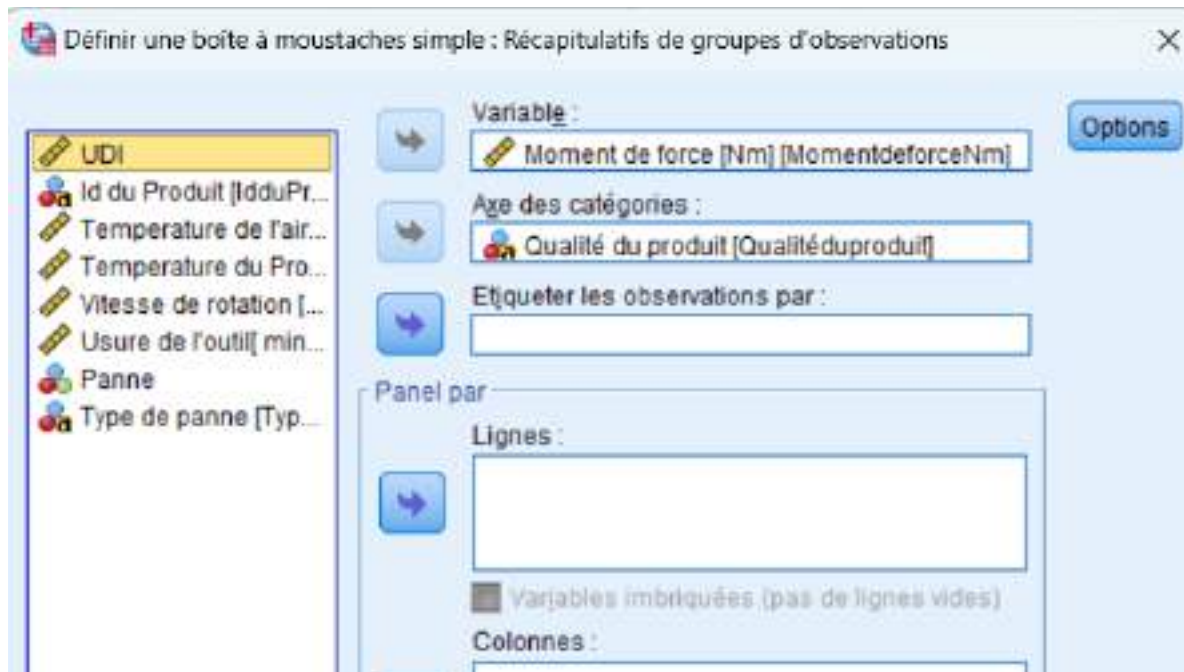 Définir une boîte à moustaches simple : Récapitulatifs de groupes d'observations
UDI
Id du Produit [IdduPr...
Temperature de l'air...
Temperature du Pro...
Vitesse de rotation [...
Usure de l'outil[ min...
Panne
Type de panne [Typ...
Variable :
Moment de force [Nm] [MomentdeforceNm]
Axe des catégories :
Qualité du produit [Qualitéduproduit]
Etiqueter les observations par :
Panel par
Lignes :
Variables imbriquées (pas de lignes vides)
Colonnes :
Options